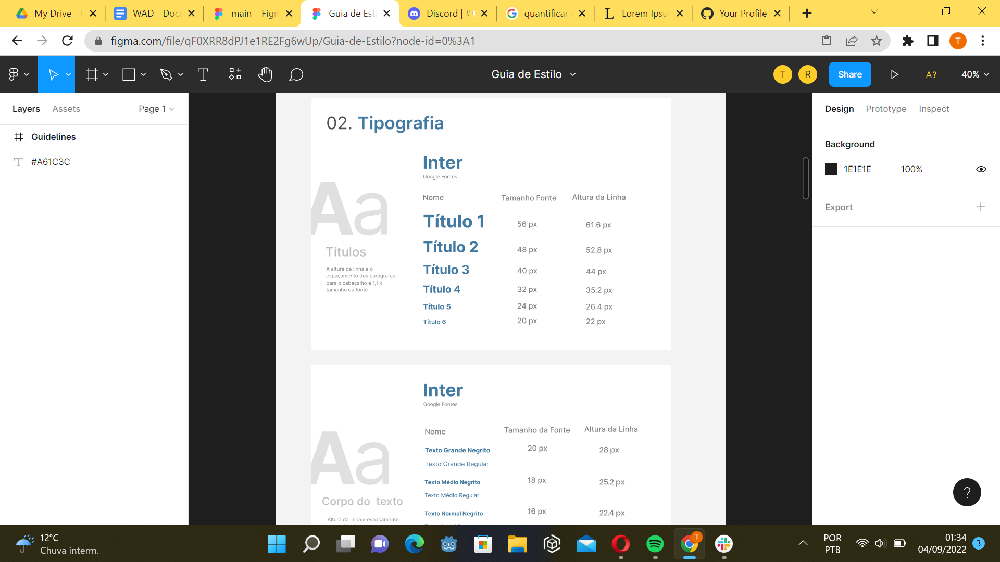 My Drive -
WAD - Docu
main – Figm
Guia de Esti
Discord | #
quantificar
Lorem Ipsu
Your Profile
figma.com/file/qF0XRR8dPJ1e1RE2Fg6wUp/Guia-de-Estilo?node-id=0%3A1
T
Guia de Estilo
T
R
Share
A?
40%
Layers
Assets
Page 1
Guidelines
#A61C3C
Design
Prototype
Inspect
Background
1E1E1E
100%
Export
02. Tipografia
Inter
Google Fontes
Aa
Títulos
A altura da linha e o
espaçamento dos parágrafos
para o cabeçalho é 1,1 x
tamanho da fonte
Nome Tamanho Fonte Altura da Linha
Título 1 56 px 61.6 px
Título 2 48 px 52.8 px
Título 3 40 px 44 px
Título 4 32 px 35.2 px
Título 5 24 px 26.4 px
Título 6 20 px 22 px
Inter
Google Fontes
Aa
Corpo do texto
Altura da linha e espaçamento
Nome Tamanho da Fonte Altura da Linha
Texto Grande Negrito 20 px 28 px
Texto Grande Regular
Texto Médio Negrito 18 px 25.2 px
Texto Médio Regular
Texto Normal Negrito 16 px 22.4 px
?
12°C
Chuva interm.
T
POR
PTB
01:34
04/09/2022
3